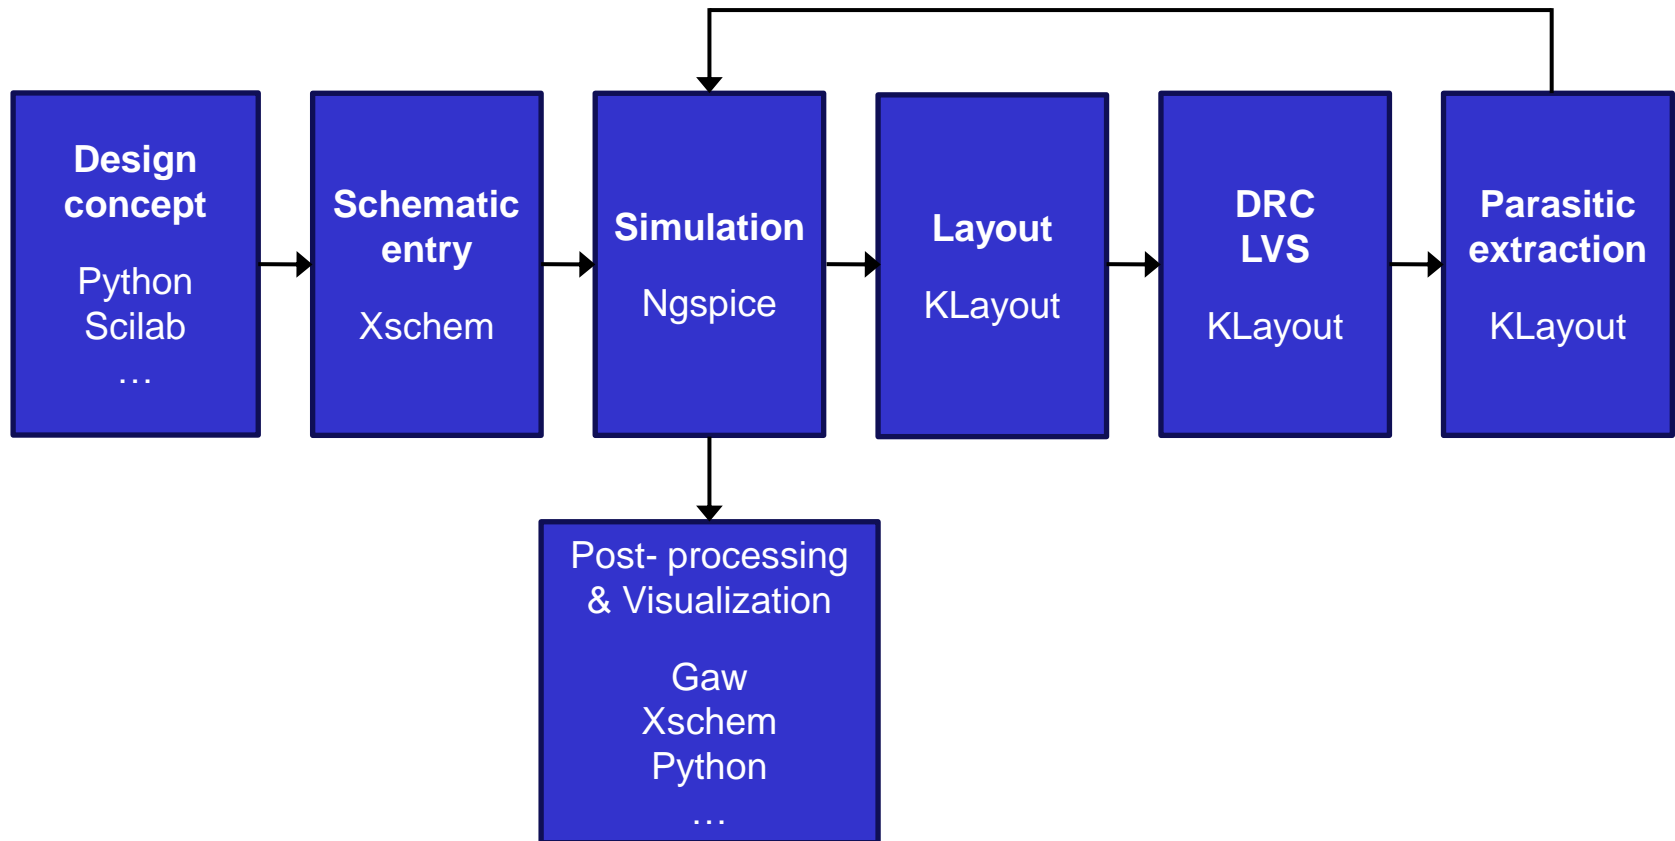 Design
concept
Python
Scilab
…
Schematic
entry
Xschem
Simulation
Ngspice
Layout
KLayout
DRC
LVS
KLayout
Parasitic
extraction
KLayout
Post- processing
& Visualization
Gaw
Xschem
Python
…